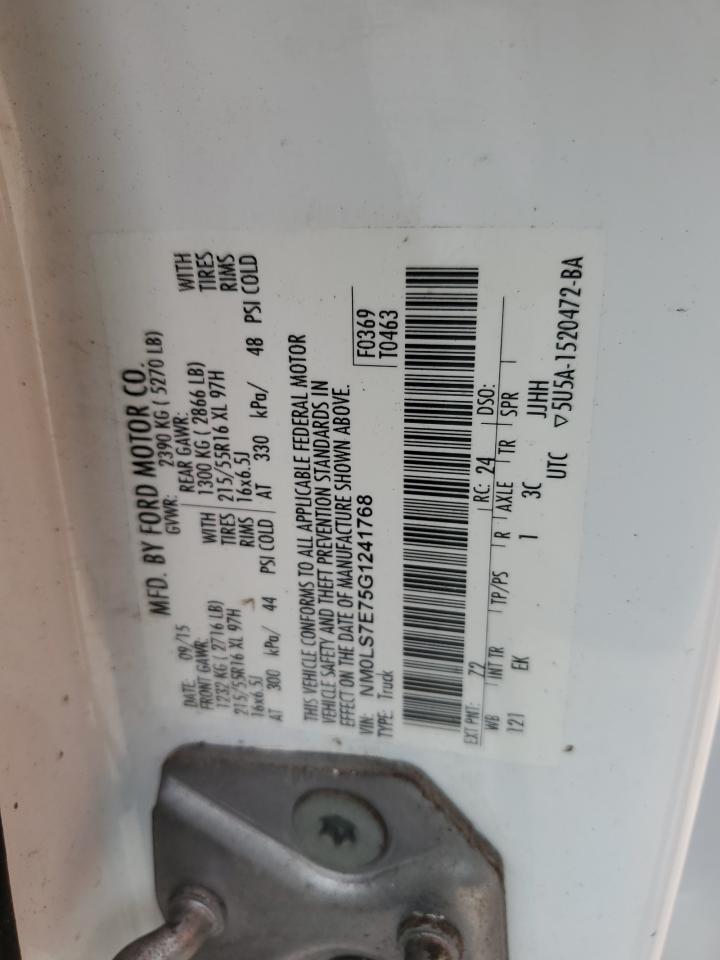 MFD. BY FORD MOTOR CO.
DATE: 09/15 GVWR: 2390 KG ( 5270 LB)
FRONT GAWR: REAR GAWR:
1232 KG ( 2716 LB) WITH 1300 KG ( 2866 LB) WITH
215/55R16 XL 97H TIRES 215/55R16 XL 97H TIRES
16x6.5J RIMS 16x6.5J RIMS
AT 300 kPa/ 44 PSI COLD AT 330 kPa/ 48 PSI COLD
THIS VEHICLE CONFORMS TO ALL APPLICABLE FEDERAL MOTOR
VEHICLE SAFETY AND THEFT PREVENTION STANDARDS IN
EFFECT ON THE DATE OF MANUFACTURE SHOWN ABOVE.
VIN: NM0LS7E75G1241768 F0369
TYPE: Truck T0463
EXT PNT: Z2 RC: 24 DSO:
WB INT TR TP/PS R AXLE TR SPR
121 EK 1 3C JJHH
UTC ▽5U5A-1520472-BA